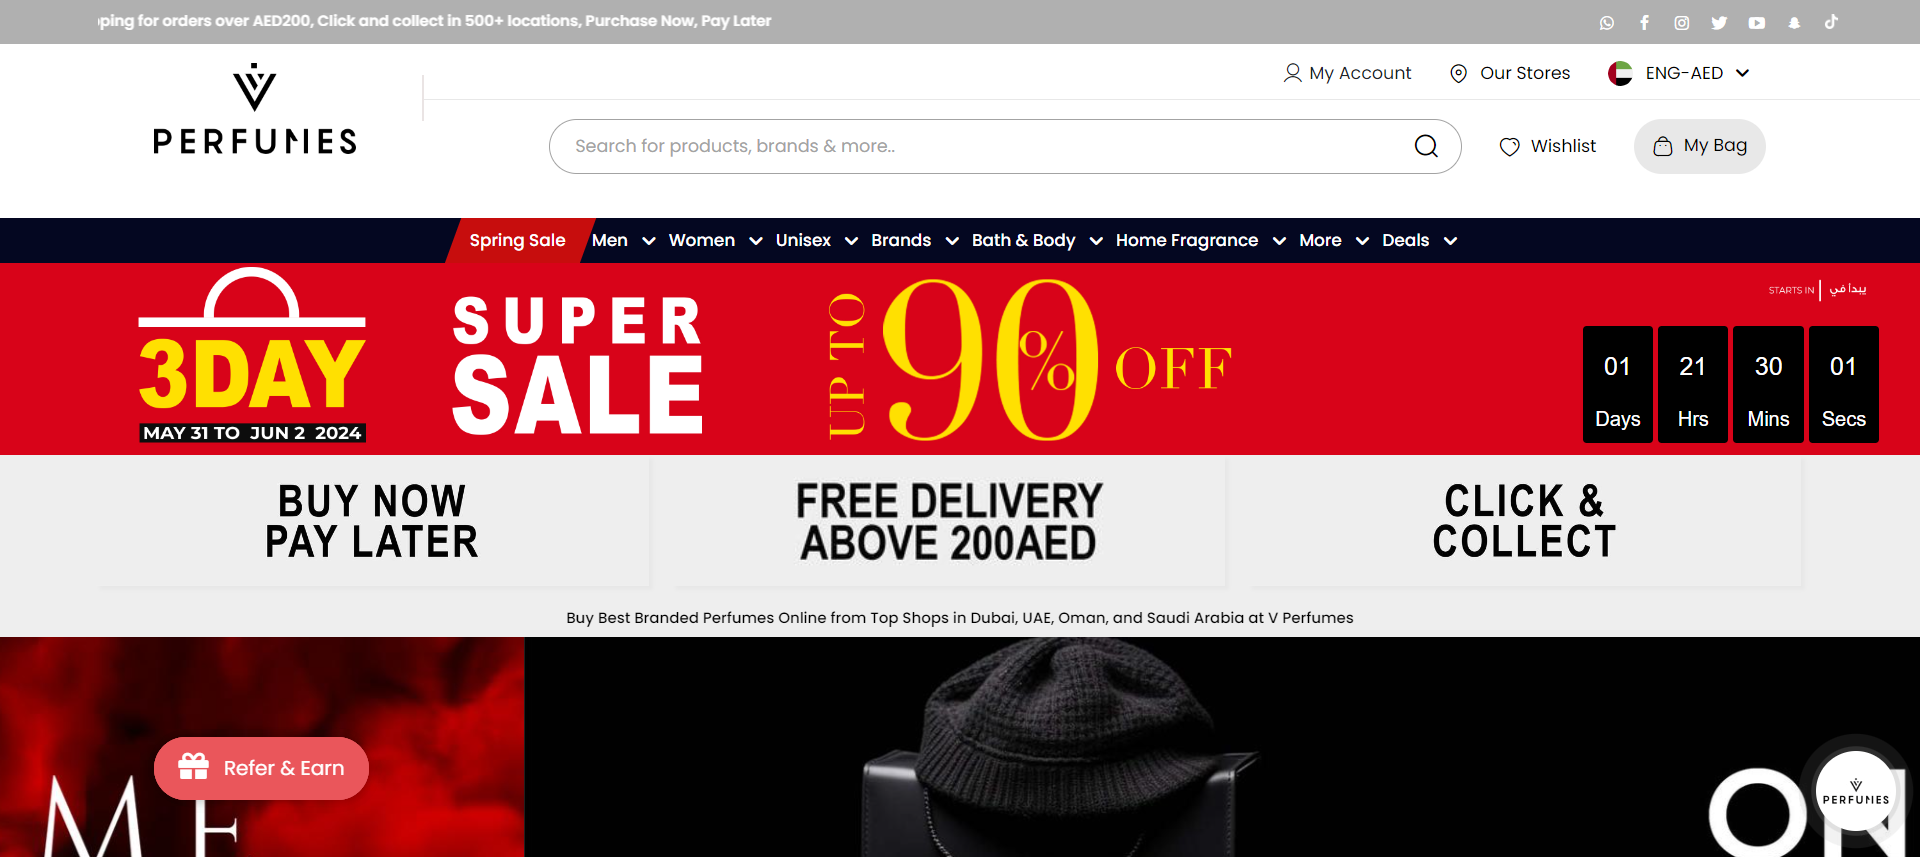 pping for orders over AED200, Click and collect in 500+ locations, Purchase Now, Pay Later
My Account
Our Stores
ENG-AED
PERFUMES
Search for products, brands & more..
Wishlist
My Bag
Spring Sale
Men
Women
Unisex
Brands
Bath & Body
Home Fragrance
More
Deals
3DAY
MAY 31 TO JUN 2 2024
SUPER
SALE
UP TO
90%
OFF
STARTS IN | يبدا في
01 21 30 01
Days Hrs Mins Secs
BUY NOW
PAY LATER
FREE DELIVERY
ABOVE 200AED
CLICK &
COLLECT
Buy Best Branded Perfumes Online from Top Shops in Dubai, UAE, Oman, and Saudi Arabia at V Perfumes
Refer & Earn
ME
ON
PERFUMES